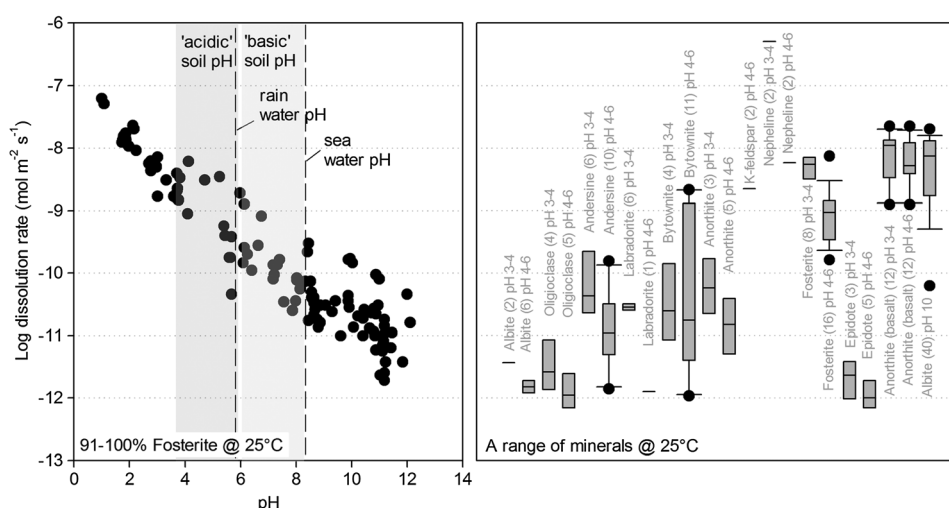 -6
-7
-8
-9
-10
-11
-12
-13
Log dissolution rate (mol m⁻² s⁻¹)
'acidic'
soil pH
'basic'
soil pH
rain
water pH
sea
water pH
91-100% Fosterite @ 25°C
0 2 4 6 8 10 12 14
pH
Albite (2) pH 3-4
Albite (6) pH 4-6
Oligioclase (4) pH 3-4
Oligioclase (5) pH 4-6
Andersine (6) pH 3-4
Andersine (10) pH 4-6
Labradorite (6) pH 3-4
Labradorite (1) pH 4-6
Bytownite (4) pH 3-4
Bytownite (11) pH 4-6
Anorthite (3) pH 3-4
Anorthite (5) pH 4-6
K-feldspar (2) pH 4-6
Nepheline (2) pH 3-4
Nepheline (2) pH 4-6
Fosterite (8) pH 3-4
Fosterite (16) pH 4-6
Epidote (3) pH 3-4
Epidote (5) pH 4-6
Anorthite (basalt) (12) pH 3-4
Anorthite (basalt) (12) pH 4-6
Albite (40) pH 10
A range of minerals @ 25°C